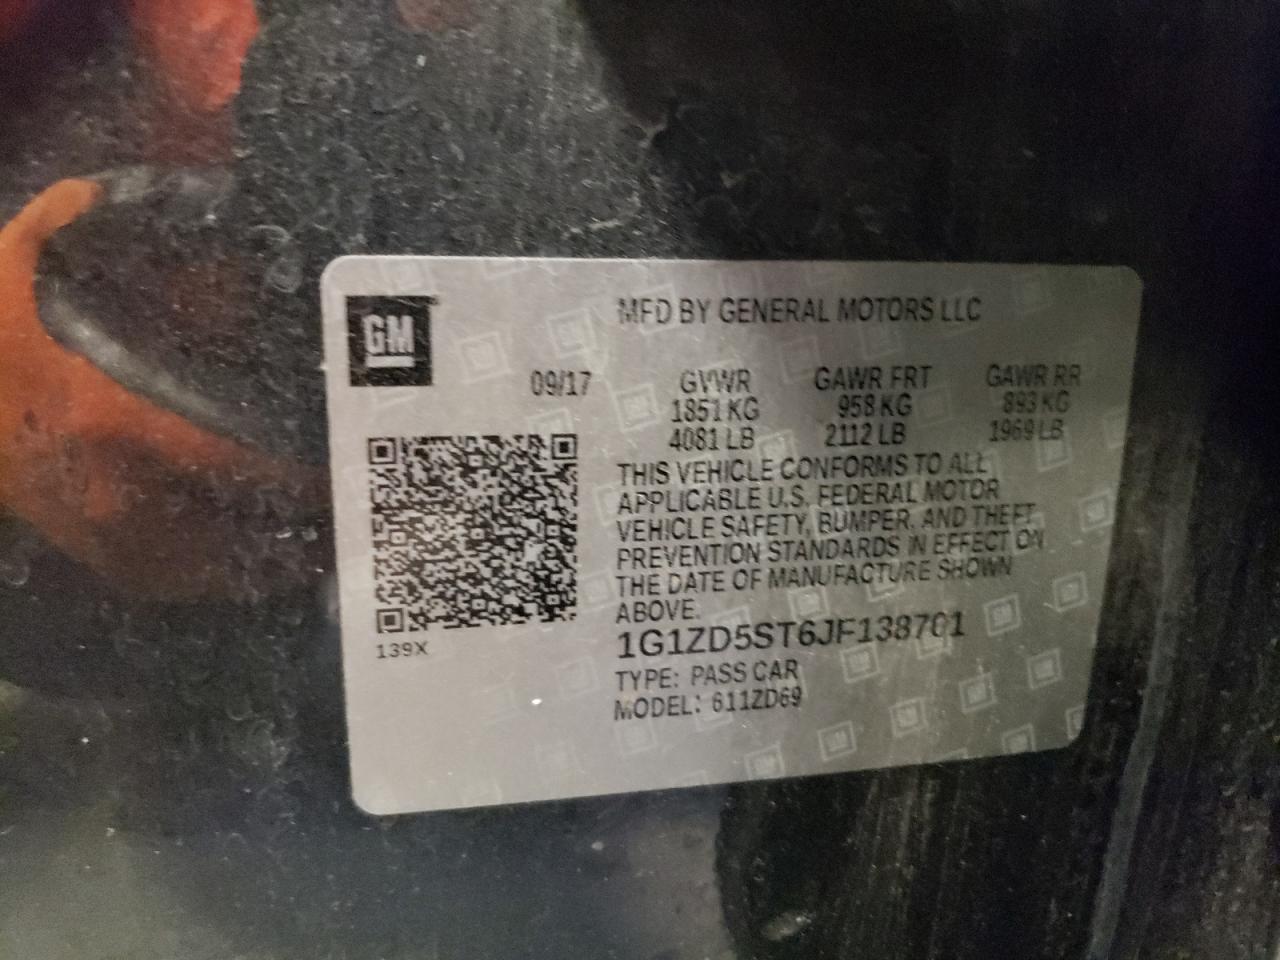 GM
MFD BY GENERAL MOTORS LLC
09/17 GVWR GAWR FRT GAWR RR
1851 KG 958 KG 893 KG
4081 LB 2112 LB 1969 LB
THIS VEHICLE CONFORMS TO ALL
APPLICABLE U.S. FEDERAL MOTOR
VEHICLE SAFETY, BUMPER, AND THEFT
PREVENTION STANDARDS IN EFFECT ON
THE DATE OF MANUFACTURE SHOWN
ABOVE.
1G1ZD5ST6JF138701
TYPE: PASS CAR
MODEL: 611ZD69
139X